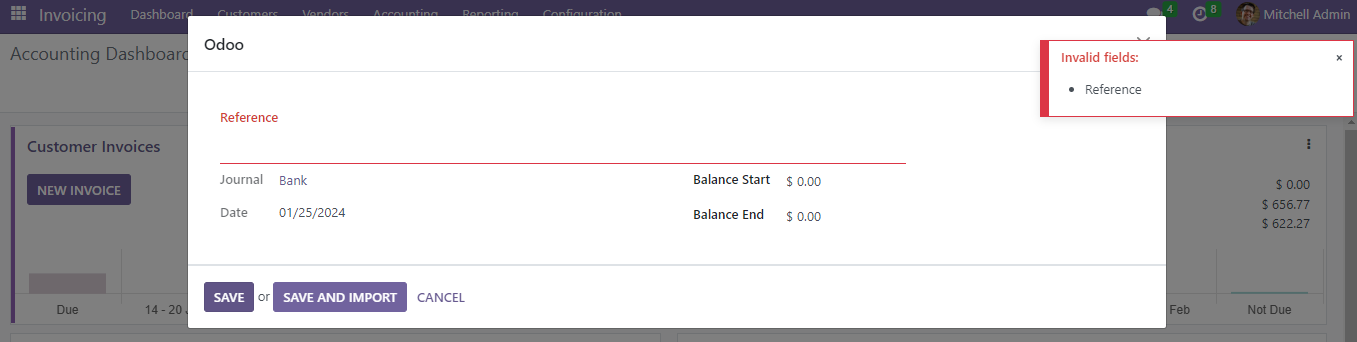 Invoicing Dashboard Customers Vendors Accounting Reporting Configuration 4 8 Mitchell Admin
Accounting Dashboard
Odoo
Invalid fields:
×
• Reference
Reference
Customer Invoices
NEW INVOICE
Journal Bank
Date 01/25/2024
Balance Start $ 0.00
Balance End $ 0.00
$ 0.00
$ 656.77
$ 622.27
SAVE or SAVE AND IMPORT CANCEL
Due 14 - 20 Feb Not Due